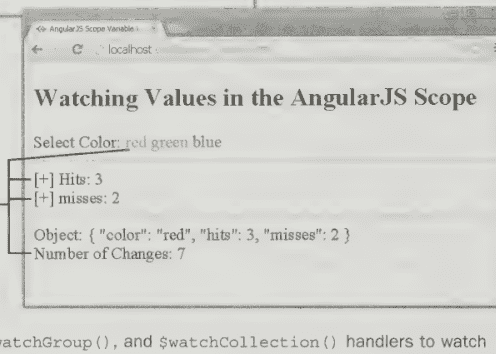 AngularJS Scope Variable
localhost
Watching Values in the AngularJS Scope
Select Color: red green blue
[+] Hits: 3
[+] misses: 2
Object: { "color": "red", "hits": 3, "misses": 2 }
Number of Changes: 7
watchGroup(), and $watchCollection() handlers to watch